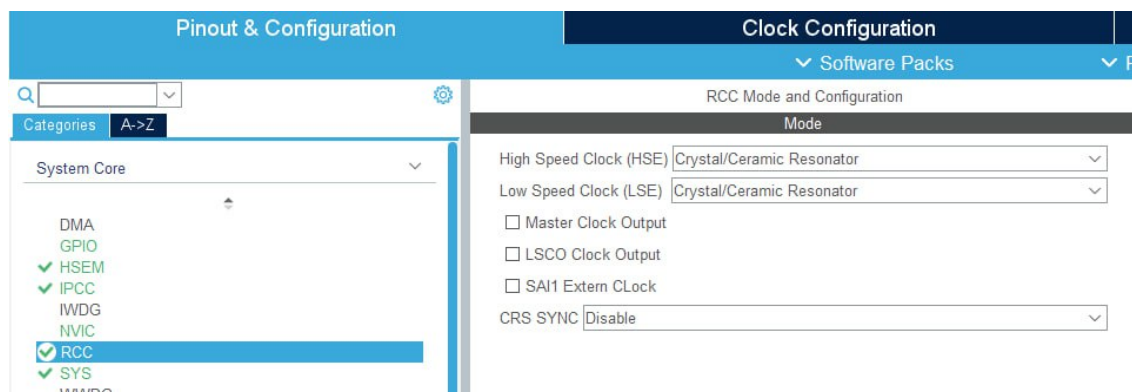 Pinout & Configuration
Clock Configuration
Software Packs
Categories
A->Z
System Core
DMA
GPIO
HSEM
IPCC
IWDG
NVIC
RCC
SYS
RCC Mode and Configuration
Mode
High Speed Clock (HSE) Crystal/Ceramic Resonator
Low Speed Clock (LSE) Crystal/Ceramic Resonator
Master Clock Output
LSCO Clock Output
SAI1 Extern CLock
CRS SYNC Disable